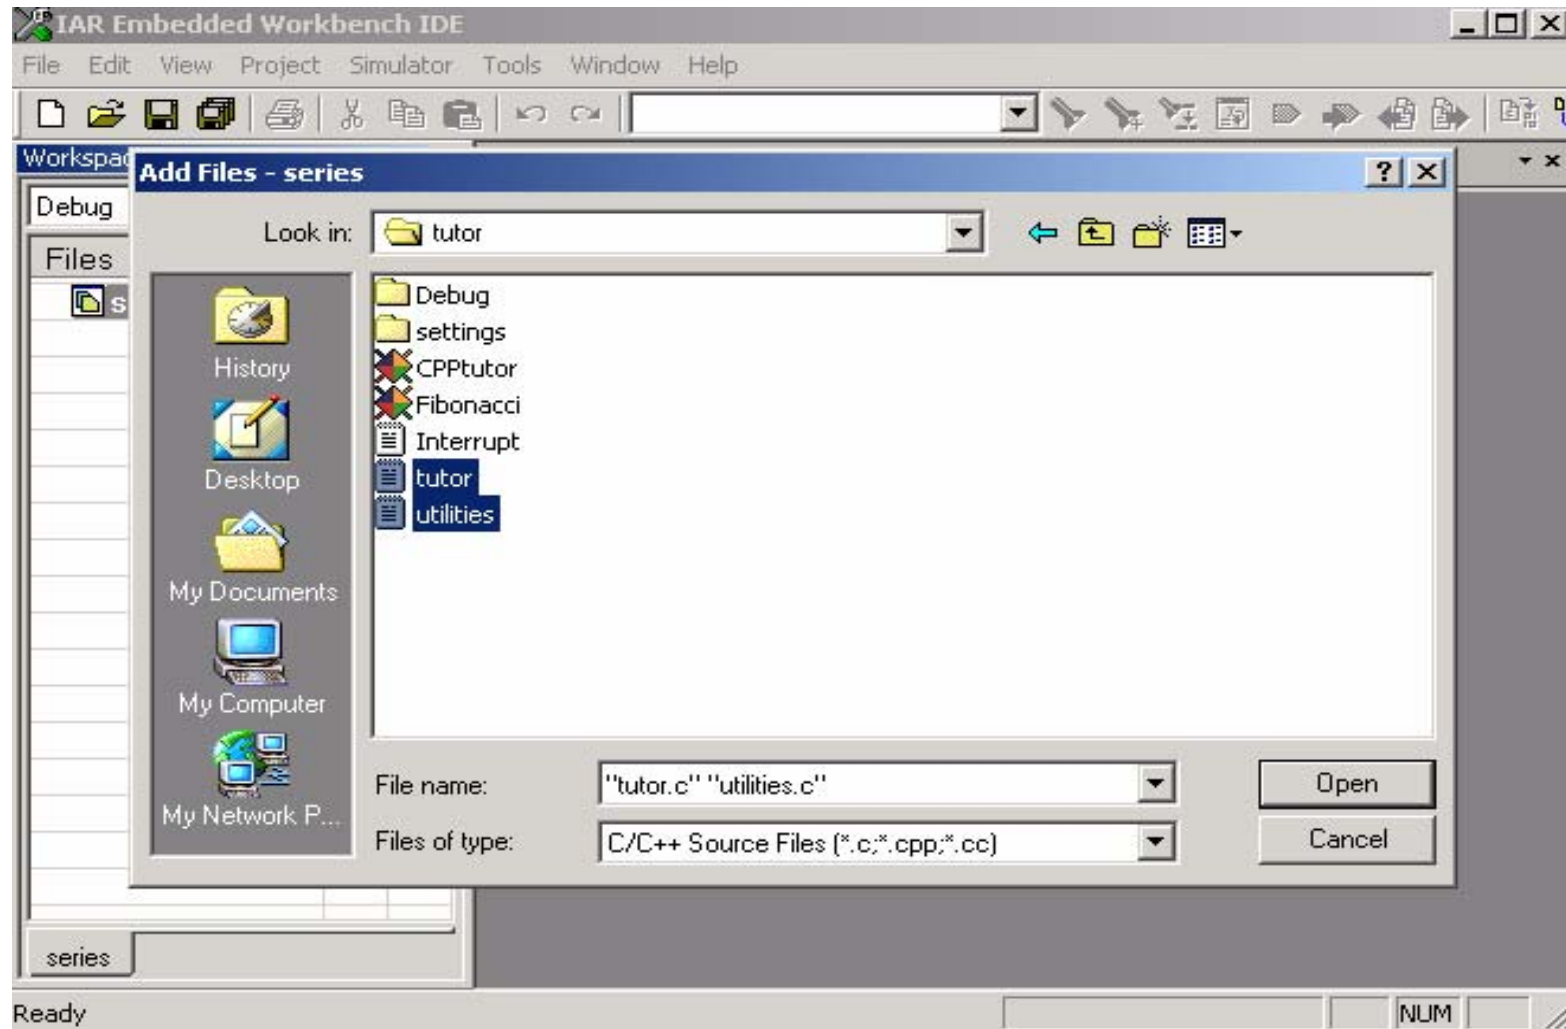 IAR Embedded Workbench IDE
File Edit View Project Simulator Tools Window Help
Add Files - series
Debug
Look in: tutor
Files
Debug
settings
CPPtutor
Fibonacci
Interrupt
tutor
utilities
History
Desktop
My Documents
My Computer
My Network P...
File name: "tutor.c" "utilities.c"
Open
Files of type: C/C++ Source Files (*.c;*.cpp;*.cc)
Cancel
series
Ready
NUM